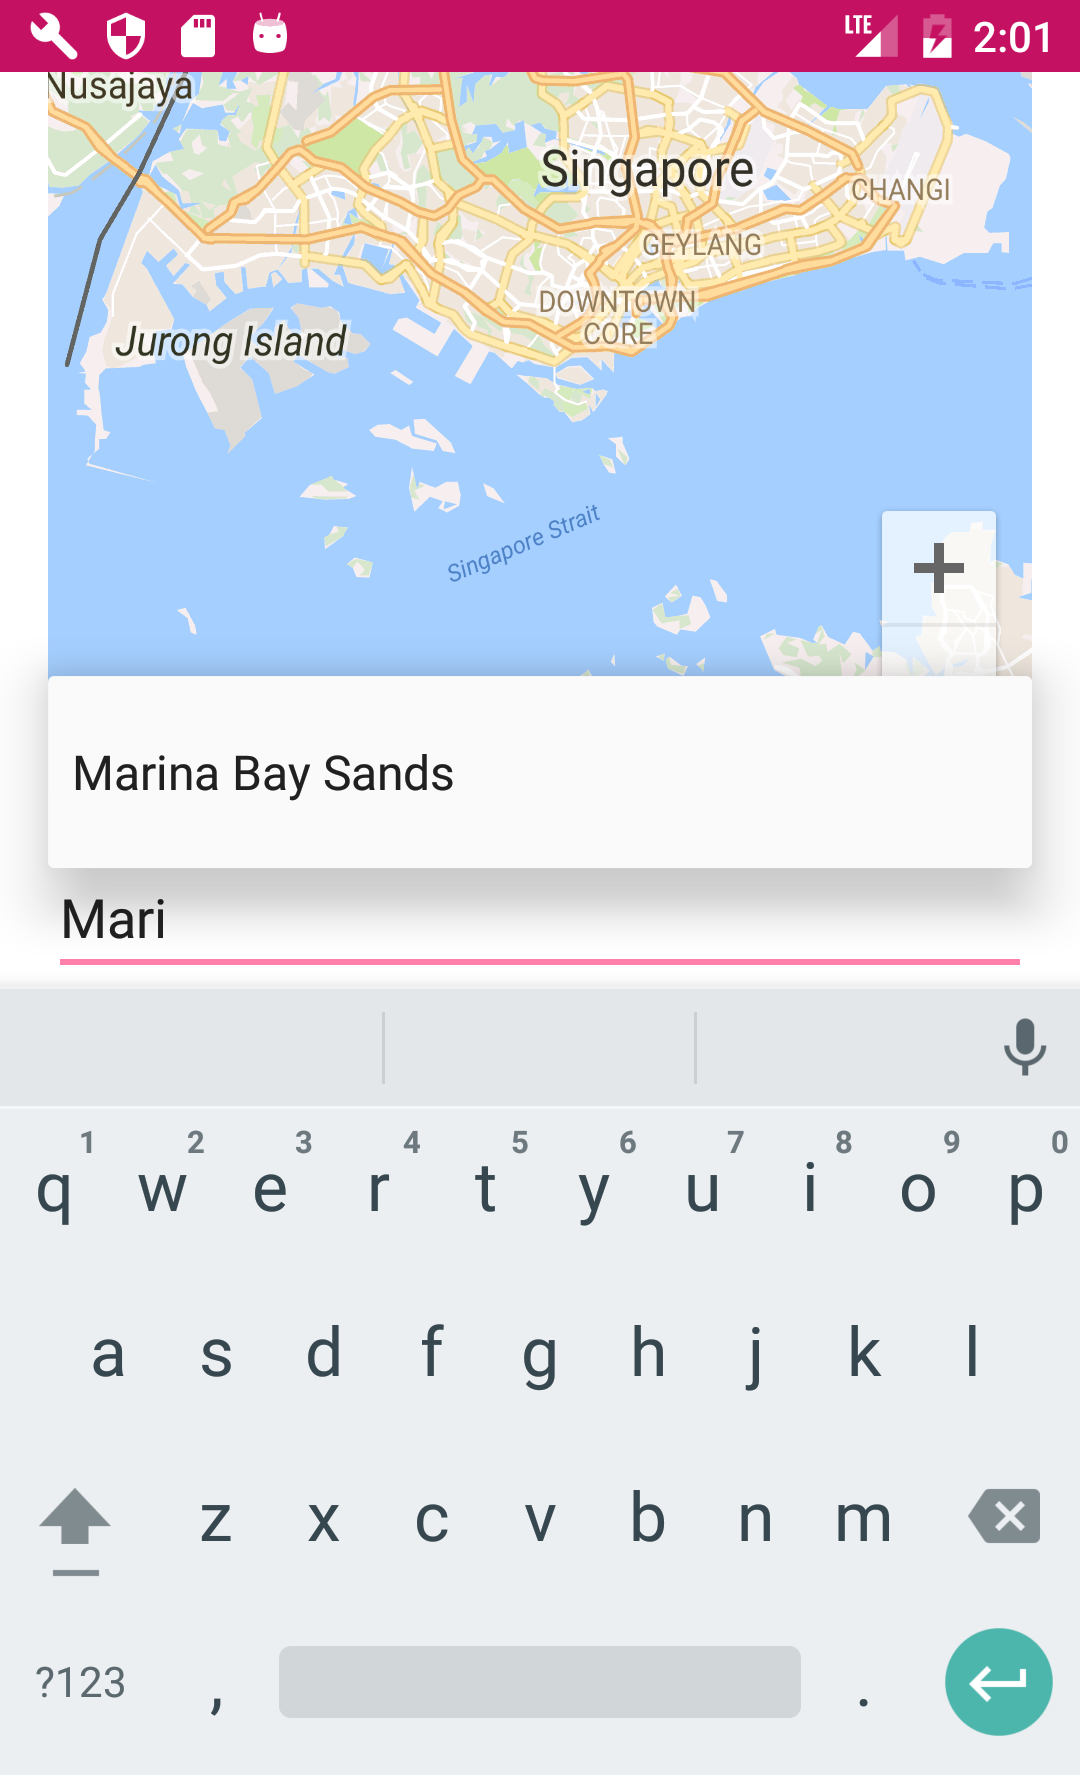 LTE 2:01
Nusajaya
Singapore
CHANGI
GEYLANG
DOWNTOWN
CORE
Jurong Island
Singapore Strait
Marina Bay Sands
Mari
1 2 3 4 5 6 7 8 9 0
q w e r t y u i o p
a s d f g h j k l
z x c v b n m
?123 , .